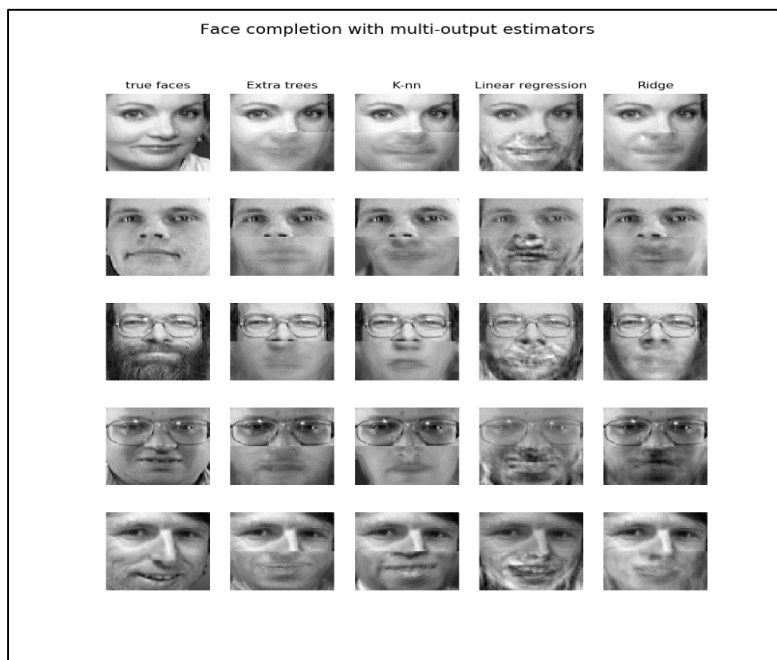 Face completion with multi-output estimators
true faces Extra trees K-nn Linear regression Ridge